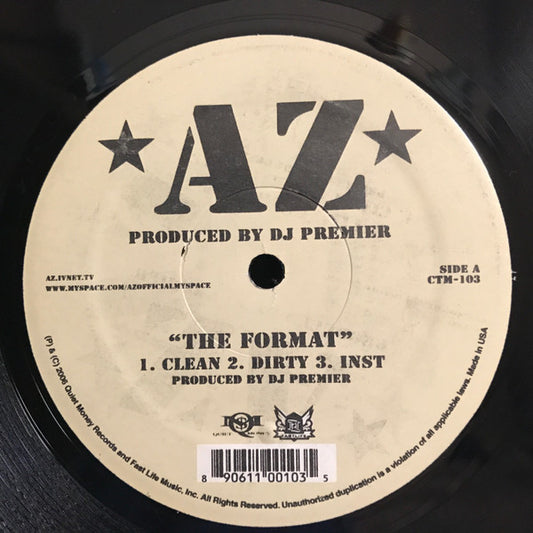 AZ
PRODUCED BY DJ PREMIER
AZ.IVNET.TV
WWW.MYSPACE.COM/AZOFFICIALMYSPACE
SIDE A
CTM-103
"THE FORMAT"
1. CLEAN 2. DIRTY 3. INST
PRODUCED BY DJ PREMIER
QUIET
8 90611 00103 5
(P) & (C) 2006 Quiet Money Records and Fast Life Music, Inc. All Rights Reserved. Unauthorized duplication is a violation of all applicable laws. Made in USA